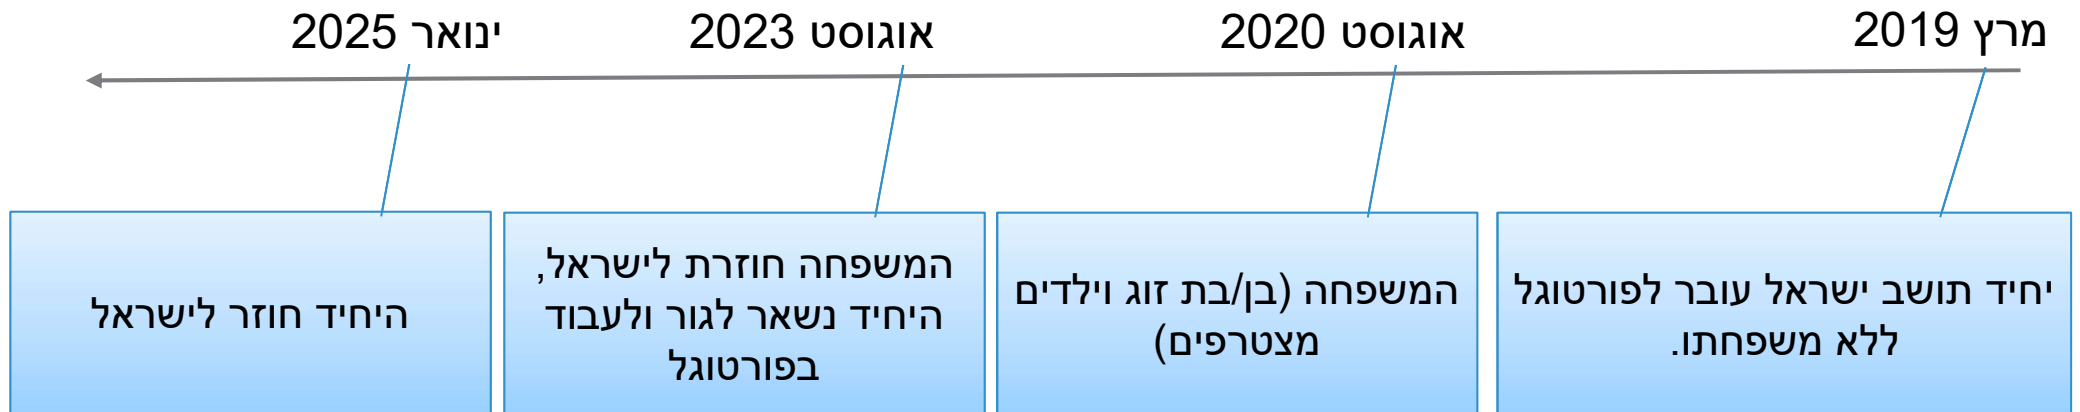 מרץ 2019
אוגוסט 2020
אוגוסט 2023
ינואר 2025
יחיד תושב ישראל עובר לפורטוגל
ללא משפחתו.
המשפחה (בן/בת זוג וילדים
מצטרפים)
המשפחה חוזרת לישראל,
היחיד נשאר לגור ולעבוד
בפורטוגל
היחיד חוזר לישראל